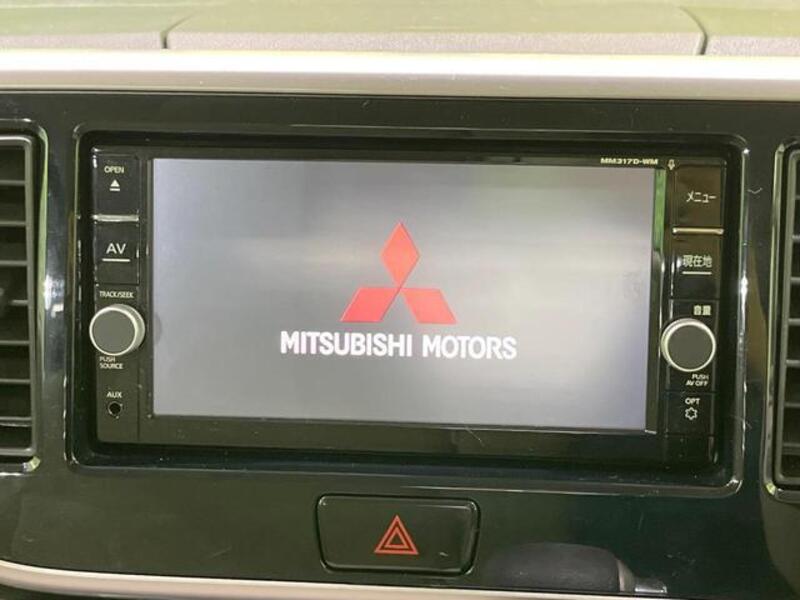 MM317D-WM
OPEN
AV
TRACK/SEEK
PUSH
SOURCE
AUX
MITSUBISHI MOTORS
メニュー
現在地
音量
PUSH
AV OFF
OPT